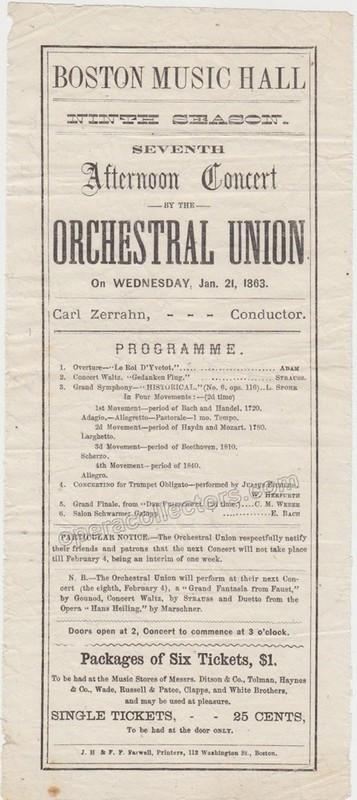 BOSTON MUSIC HALL
NINTH SEASON.
SEVENTH
Afternoon Concert
—BY THE—
ORCHESTRAL UNION
On WEDNESDAY, Jan. 21, 1863.
Carl Zerrahn, - - - Conductor.
PROGRAMME.
1. Overture—"Le Roi D'Yvetot." ADAM
2. Concert Waltz. "Gedanken Flug." STRAUSS.
3. Grand Symphony—"HISTORICAL." (No. 6, ops. 116)..L. SPOHR
In Four Movements:—(2d time)
1st Movement—period of Bach and Handel. 1720.
Adagio.—Allegretto—Pastorale—1 mo. Tempo.
2d Movement—period of Haydn and Mozart. 1780.
Larghetto.
3d Movement—period of Beethoven. 1810.
Scherzo.
4th Movement—period of 1840.
Allegro.
4. CONCERTINO for Trumpet Obligato—performed by
W. HERFURTH
5. Grand Finale, from (2d time) C. M. WEBER
6. Salon Schwarmer. Galop E. BACH
PARTICULAR NOTICE.—The Orchestral Union respectfully notify
their friends and patrons that the next Concert will not take place
till February 4, being an interim of one week.
N. B.—The Orchestral Union will perform at their next Con-
cert (the eighth, February 4), a "Grand Fantasia from Faust,"
by Gounod, Concert Waltz, by STRAUSS and Duetto from the
Opera "Hans Heiling," by Marschner.
Doors open at 2, Concert to commence at 3 o'clock.
Packages of Six Tickets, $1.
To be had at the Music Stores of Messrs. Ditson & Co., Tolman, Haynes
& Co., Wade, Russell & Patee, Clapps, and White Brothers,
and may be used at pleasure.
SINGLE TICKETS, - - 25 CENTS,
To be had at the door only.
J. H & F. F. Farwell, Printers, 112 Washington St., Boston.
operacollectors.com